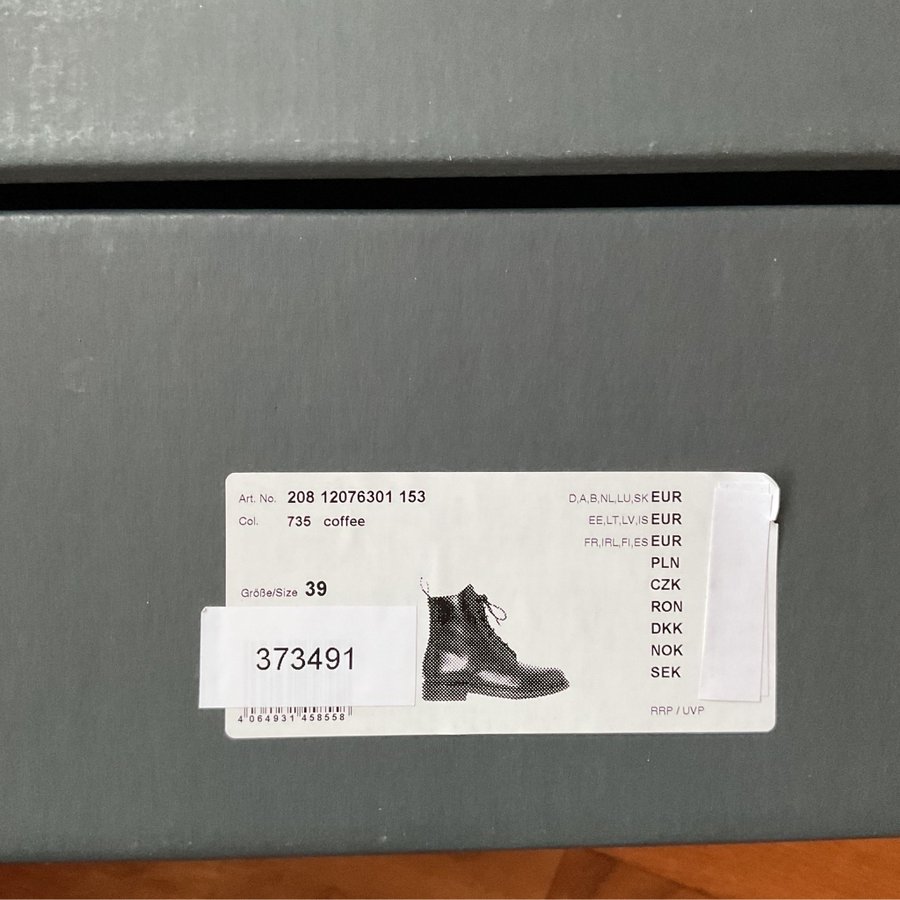 Art. No. 208 12076301 153
Col. 735 coffee
Größe/Size 39
373491
4 064931 458558
D,A,B,NL,LU,SK EUR
EE,LT,LV,IS EUR
FR,IRL,FI,ES EUR
PLN
CZK
RON
DKK
NOK
SEK
RRP / UVP